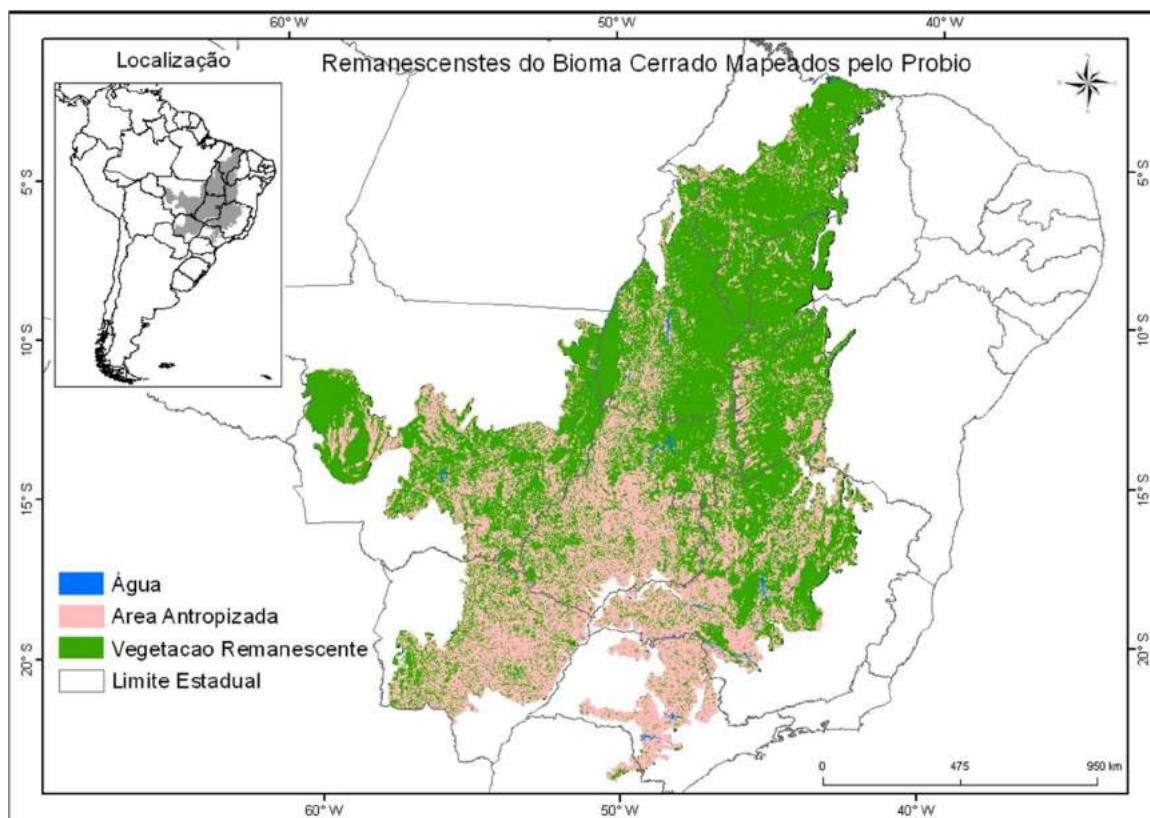 60° W 50° W 40° W
Localização
Remanescenstes do Bioma Cerrado Mapeados pelo Probio
5°S 5°S
10°S 10°S
15°S 15°S
20°S 20°S
Água
Area Antropizada
Vegetacao Remanescente
Limite Estadual
0 475 950 km
60° W 50° W 40° W